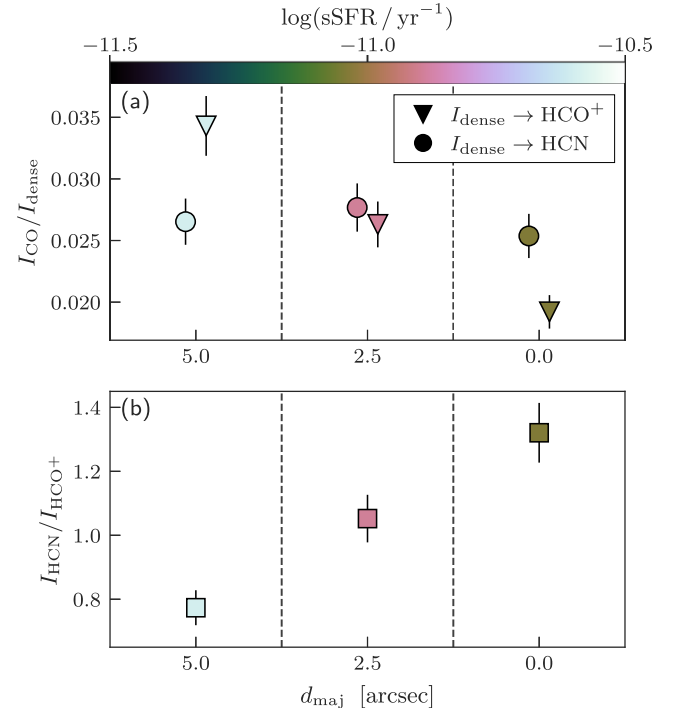 log(sSFR / yr⁻¹)
−11.5 −11.0 −10.5
(a)
I_dense → HCO⁺
I_dense → HCN
I_CO/I_dense
0.035
0.030
0.025
0.020
5.0 2.5 0.0
(b)
I_HCN/I_HCO⁺
1.4
1.2
1.0
0.8
5.0 2.5 0.0
d_maj [arcsec]